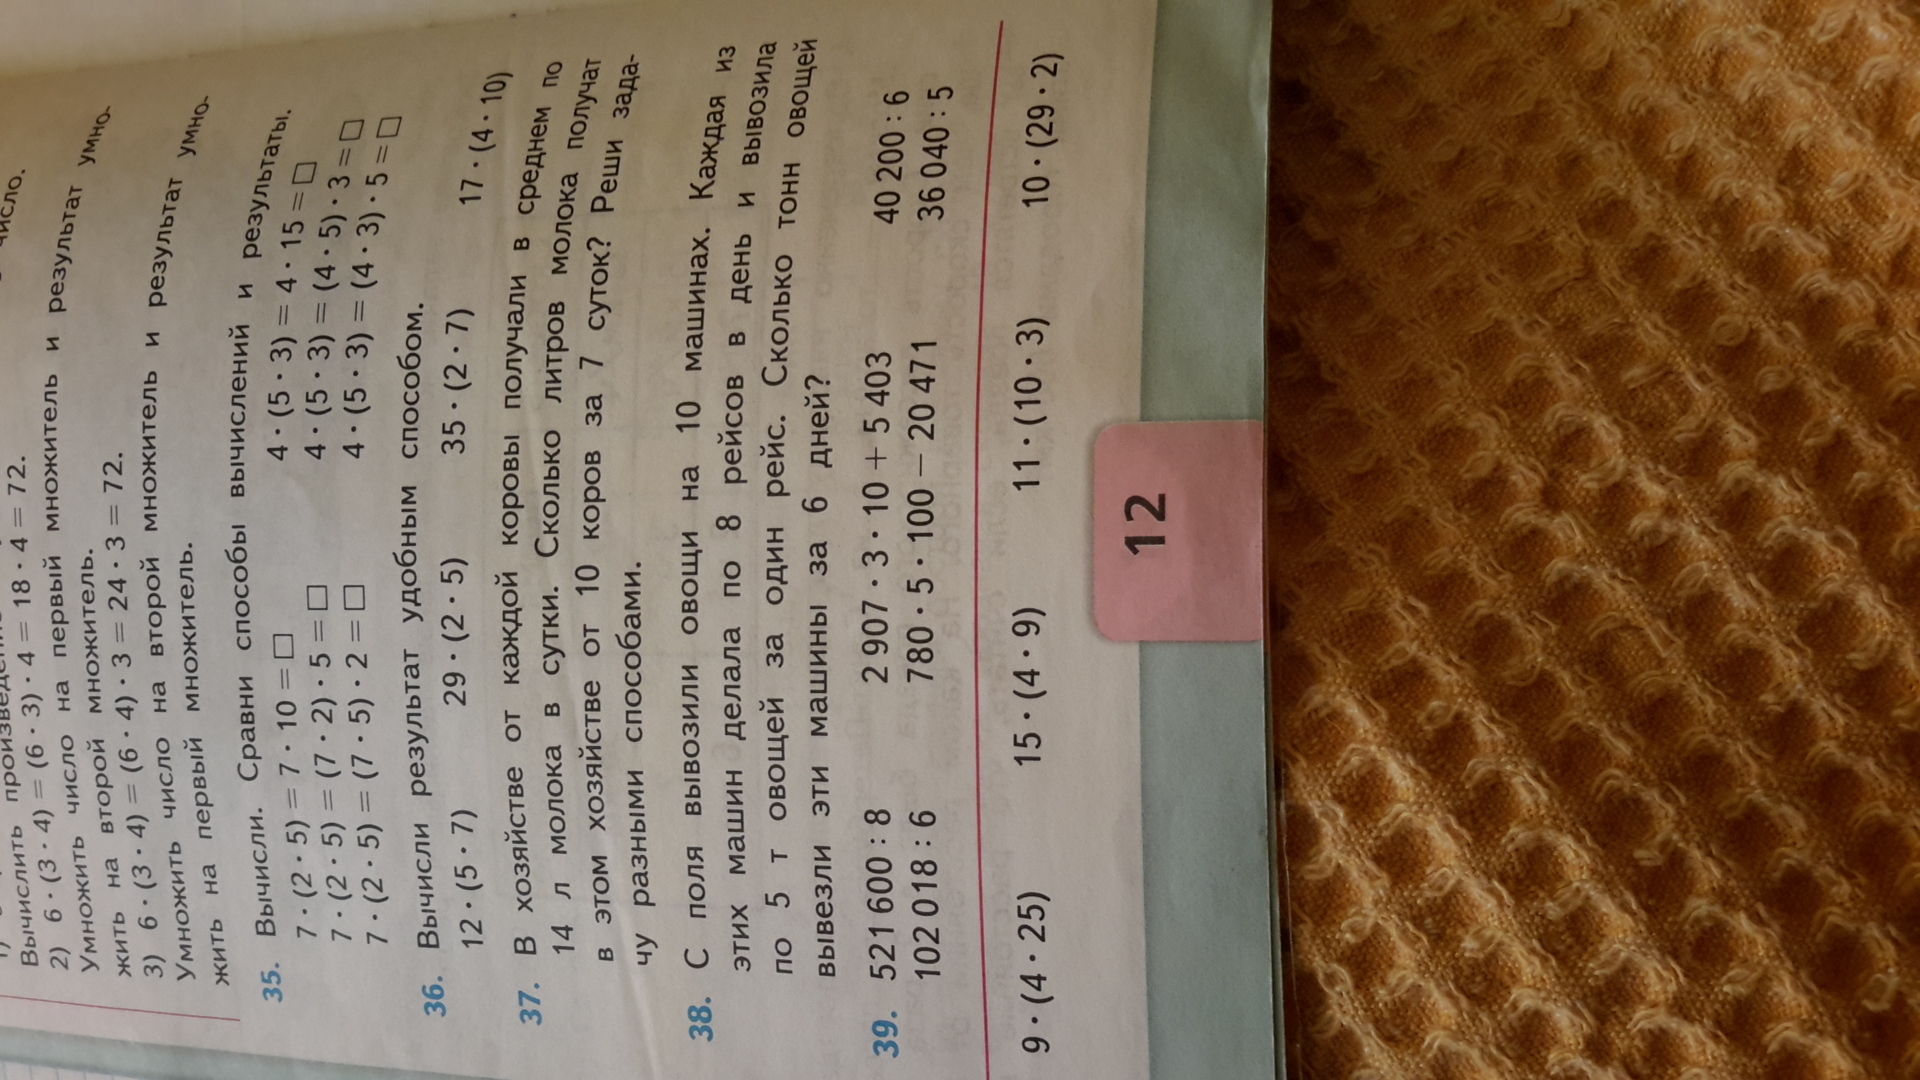 число.
1)
Вычислить
2) 6 · (3 · 4) = (6 · 3) · 4 = 18 · 4 = 72.
Умножить число на первый множитель и результат умно-
жить на второй множитель.
3) 6 · (3 · 4) = (6 · 4) · 3 = 24 · 3 = 72.
Умножить число на второй множитель и результат умно-
жить на первый множитель.
35. Вычисли. Сравни способы вычислений и результаты.
7 · (2 · 5) = 7 · 10 = □ 4 · (5 · 3) = 4 · 15 = □
7 · (2 · 5) = (7 · 2) · 5 = □ 4 · (5 · 3) = (4 · 5) · 3 = □
7 · (2 · 5) = (7 · 5) · 2 = □ 4 · (5 · 3) = (4 · 3) · 5 = □
36. Вычисли результат удобным способом.
12 · (5 · 7) 29 · (2 · 5) 35 · (2 · 7) 17 · (4 · 10)
37. В хозяйстве от каждой коровы получали в среднем по
14 л молока в сутки. Сколько литров молока получат
в этом хозяйстве от 10 коров за 7 суток? Реши зада-
чу разными способами.
38. С поля вывозили овощи на 10 машинах. Каждая из
этих машин делала по 8 рейсов в день и вывозила
по 5 т овощей за один рейс. Сколько тонн овощей
вывезли эти машины за 6 дней?
39. 521 600 : 8 2 907 · 3 · 10 + 5 403 40 200 : 6
102 018 : 6 780 · 5 · 100 − 20 471 36 040 : 5
9 · (4 · 25) 15 · (4 · 9) 11 · (10 · 3) 10 · (29 · 2)
12